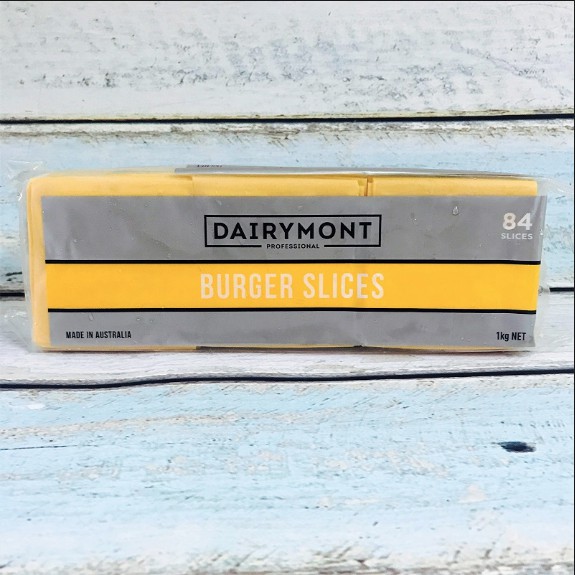 DAIRYMONT
PROFESSIONAL
84
SLICES
BURGER SLICES
MADE IN AUSTRALIA
1kg NET